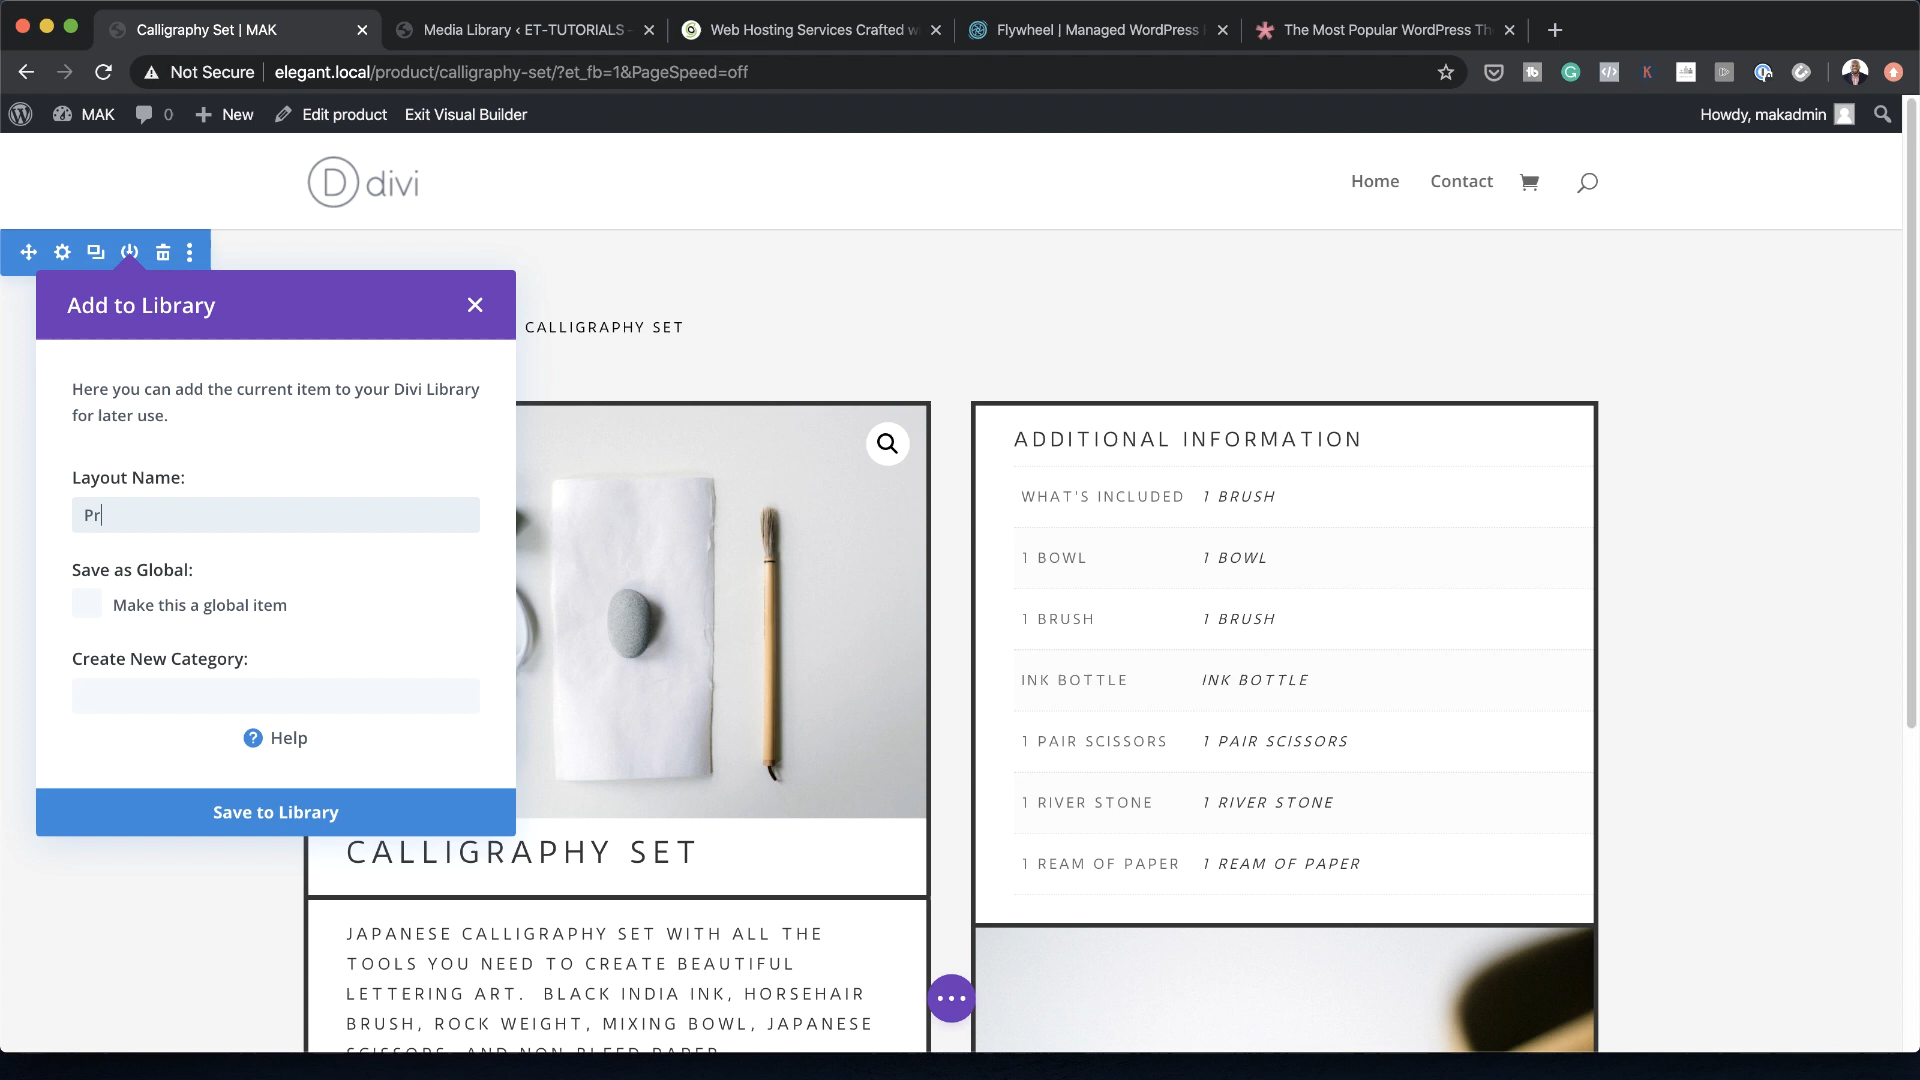 Calligraphy Set | MAK
Media Library ‹ ET-TUTORIALS -
Web Hosting Services Crafted w
Flywheel | Managed WordPress
The Most Popular WordPress Th
Not Secure
elegant.local/product/calligraphy-set/?et_fb=1&PageSpeed=off
MAK
0
New
Edit product
Exit Visual Builder
Howdy, makadmin
D divi
Home
Contact
Add to Library
Here you can add the current item to your Divi Library
for later use.
Layout Name:
Pr
Save as Global:
Make this a global item
Create New Category:
? Help
Save to Library
CALLIGRAPHY SET
CALLIGRAPHY SET
JAPANESE CALLIGRAPHY SET WITH ALL THE
TOOLS YOU NEED TO CREATE BEAUTIFUL
LETTERING ART. BLACK INDIA INK, HORSEHAIR
BRUSH, ROCK WEIGHT, MIXING BOWL, JAPANESE
SCISSORS, AND NON-BLEED PAPER
ADDITIONAL INFORMATION
WHAT'S INCLUDED 1 BRUSH
1 BOWL 1 BOWL
1 BRUSH 1 BRUSH
INK BOTTLE INK BOTTLE
1 PAIR SCISSORS 1 PAIR SCISSORS
1 RIVER STONE 1 RIVER STONE
1 REAM OF PAPER 1 REAM OF PAPER